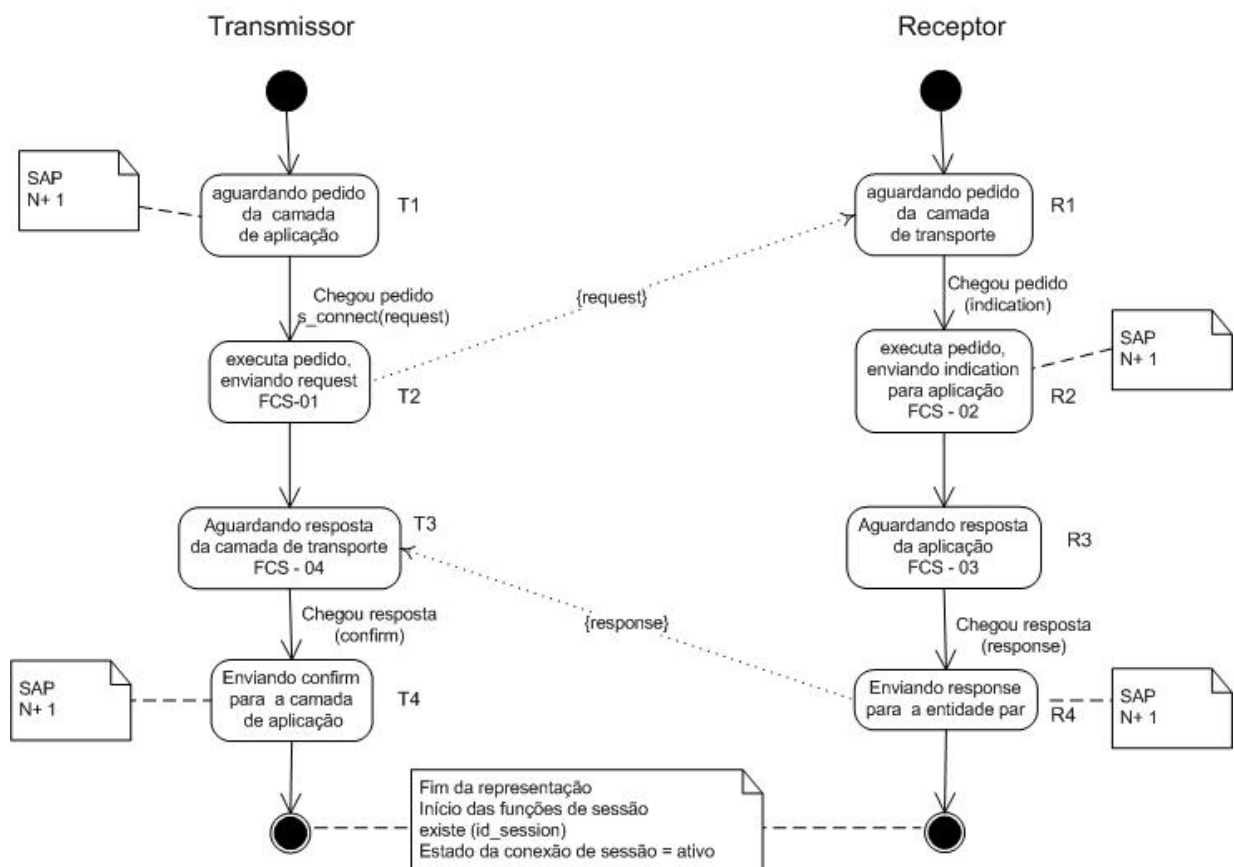 Transmissor
Receptor
SAP
N+ 1
aguardando pedido
da camada
de aplicação
T1
aguardando pedido
da camada
de transporte
R1
Chegou pedido
s_connect(request)
{request}
Chegou pedido
(indication)
executa pedido,
enviando request
FCS-01
T2
executa pedido,
enviando indication
para aplicação
FCS - 02
R2
SAP
N+ 1
Aguardando resposta
da camada de transporte
FCS - 04
T3
Aguardando resposta
da aplicação
FCS - 03
R3
Chegou resposta
(confirm)
{response}
Chegou resposta
(response)
SAP
N+ 1
Enviando confirm
para a camada
de aplicação
T4
Enviando response
para a entidade par
R4
SAP
N+ 1
Fim da representação
Início das funções de sessão
existe (id_session)
Estado da conexão de sessão = ativo